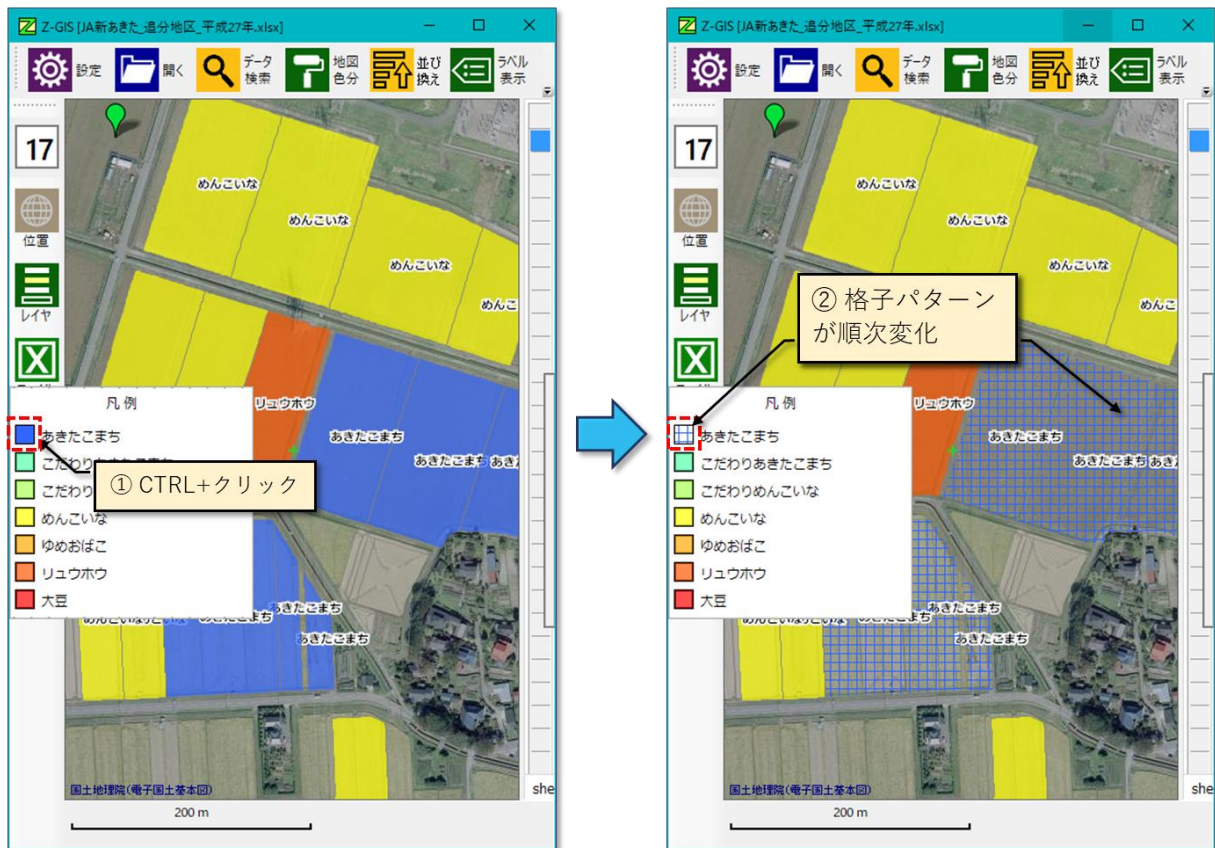 Z-GIS [JA新あきた_追分地区_平成27年.xlsx]
設定
開く
データ
検索
地図
色分
並び
換え
ラベル
表示
17
位置
レイヤ
めんこいな
めんこいな
めんこいな
めんこ
凡例
リュウホウ
あきたこまち
あきたこまち
あきたこまち あき
① CTRL+クリック
こだわり
めんこいな
ゆめおばこ
リュウホウ
大豆
あきたこまち
あきたこまち
国土地理院(電子国土基本図)
she
200 m
Z-GIS [JA新あきた_追分地区_平成27年.xlsx]
設定
開く
データ
検索
地図
色分
並び
換え
ラベル
表示
17
位置
レイヤ
めんこいな
めんこいな
めんこいな
めんこ
② 格子パターン
が順次変化
凡例
リュウホウ
あきたこまち
あきたこまち
あきたこまち あき
こだわりあきたこまち
こだわりめんこいな
めんこいな
ゆめおばこ
リュウホウ
大豆
あきたこまち
あきたこまち
国土地理院(電子国土基本図)
she
200 m